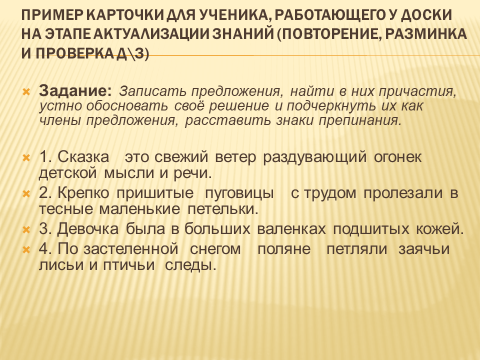 ПРИМЕР КАРТОЧКИ ДЛЯ УЧЕНИКА, РАБОТАЮЩЕГО У ДОСКИ
НА ЭТАПЕ АКТУАЛИЗАЦИИ ЗНАНИЙ (ПОВТОРЕНИЕ, РАЗМИНКА
И ПРОВЕРКА Д\З)
Задание: Записать предложения, найти в них причастия,
устно обосновать своё решение и подчеркнуть их как
члены предложения, расставить знаки препинания.
1. Сказка это свежий ветер раздувающий огонек
детской мысли и речи.
2. Крепко пришитые пуговицы с трудом пролезали в
тесные маленькие петельки.
3. Девочка была в больших валенках подшитых кожей.
4. По застеленной снегом поляне петляли заячьи
лисьи и птичьи следы.